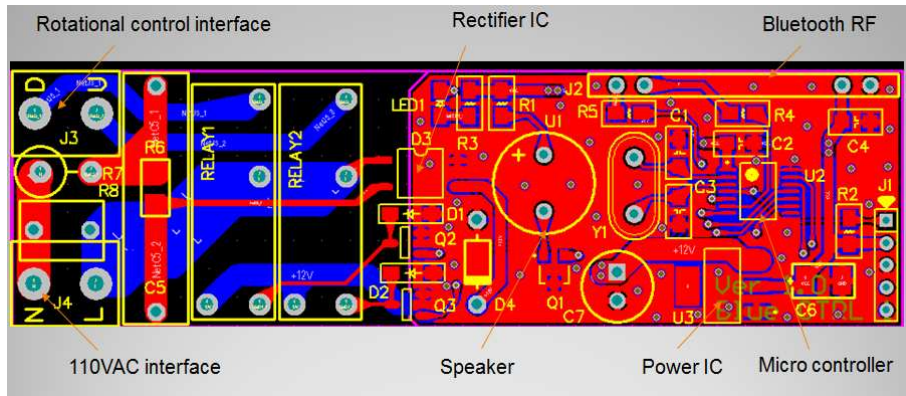 Rotational control interface
Rectifier IC
Bluetooth RF
D U
J3
R6
R7
R8
RELAY1
RELAY2
LED1
D3
R3
R1
U1
J2
R5
C1
R4
C2
C4
C3
U2
R2
J1
Y1
D1
Q2
D2
Q3
D4
Q1
C7
+12V
+12V
U3
C6
C5
NetC5_1
NetC5_2
J4
N L
110VAC interface
Speaker
Power IC
Micro controller